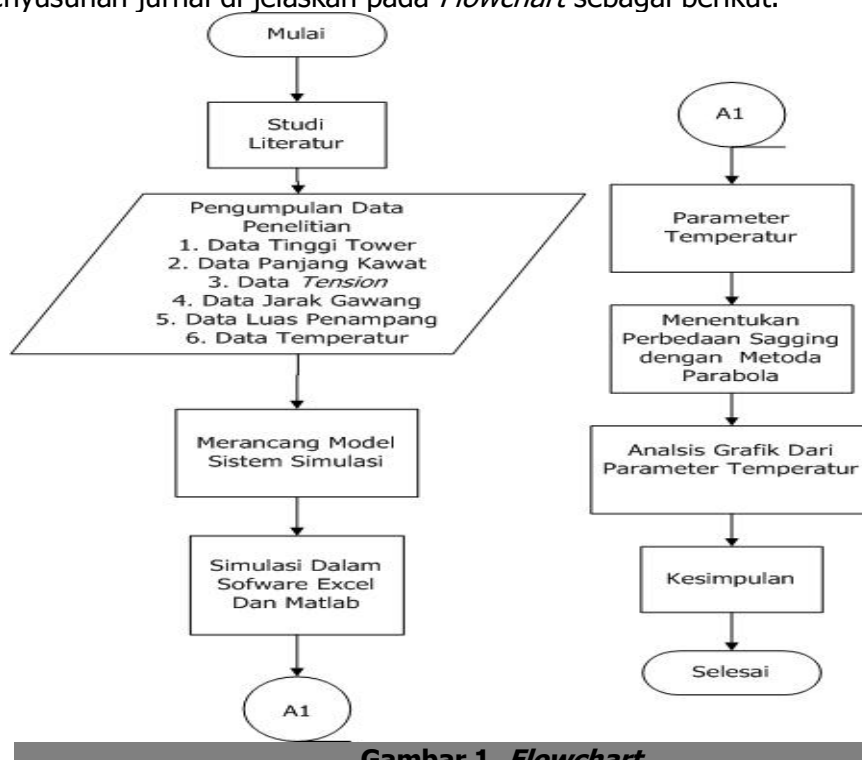 jurnal di jelaskan pada Flowchart sebagai berikut.
Mulai
Studi
Literatur
Pengumpulan Data
Penelitian
1. Data Tinggi Tower
2. Data Panjang Kawat
3. Data Tension
4. Data Jarak Gawang
5. Data Luas Penampang
6. Data Temperatur
Merancang Model
Sistem Simulasi
Simulasi Dalam
Sofware Excel
Dan Matlab
A1
A1
Parameter
Temperatur
Menentukan
Perbedaan Sagging
dengan Metoda
Parabola
Analsis Grafik Dari
Parameter Temperatur
Kesimpulan
Selesai
Gambar 1. Flowchart